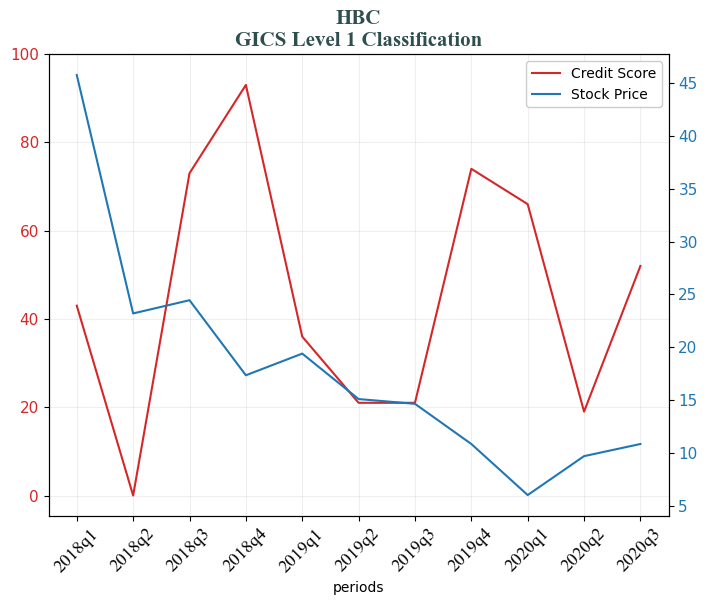 HBC
GICS Level 1 Classification
Credit Score
Stock Price
100
80
60
40
20
0
45
40
35
30
25
20
15
10
5
2018q1
2018q2
2018q3
2018q4
2019q1
2019q2
2019q3
2019q4
2020q1
2020q2
2020q3
periods